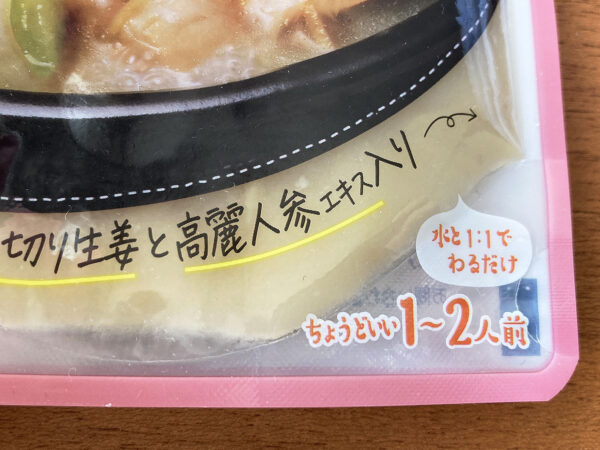 切り生姜と高麗人参エキス入り
水と1:1で
わるだけ
ちょうどいい1～2人前